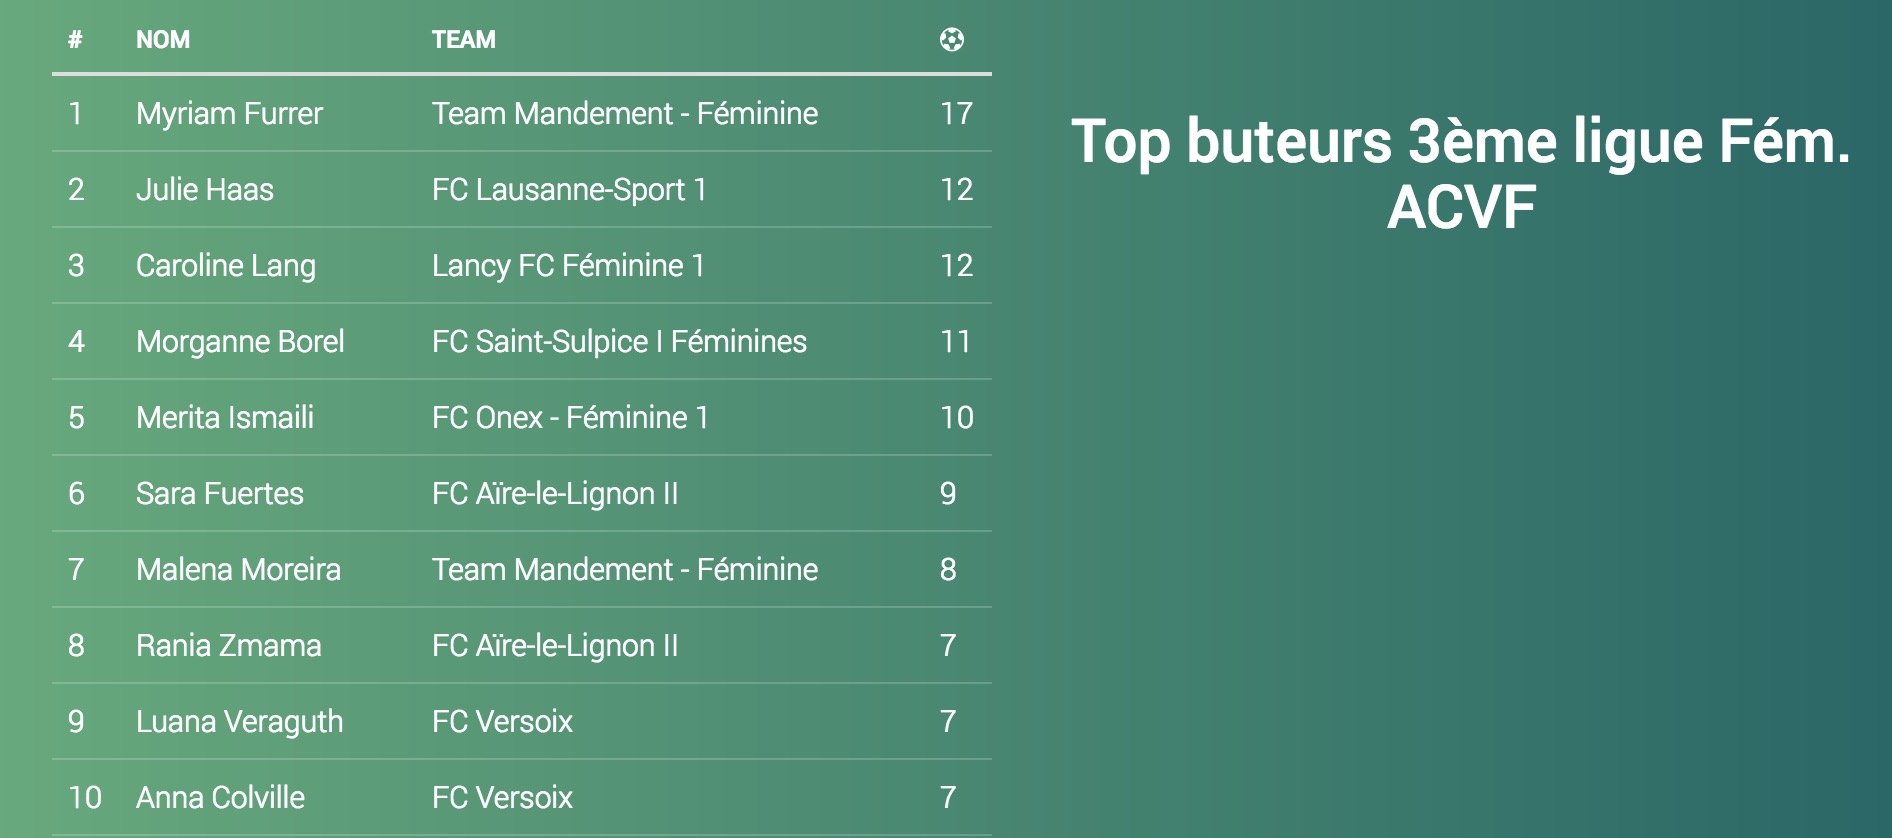 # NOM TEAM
1 Myriam Furrer Team Mandement - Féminine 17
2 Julie Haas FC Lausanne-Sport 1 12
3 Caroline Lang Lancy FC Féminine 1 12
4 Morganne Borel FC Saint-Sulpice I Féminines 11
5 Merita Ismaili FC Onex - Féminine 1 10
6 Sara Fuertes FC Aïre-le-Lignon II 9
7 Malena Moreira Team Mandement - Féminine 8
8 Rania Zmama FC Aïre-le-Lignon II 7
9 Luana Veraguth FC Versoix 7
10 Anna Colville FC Versoix 7
Top buteurs 3ème ligue Fém.
ACVF